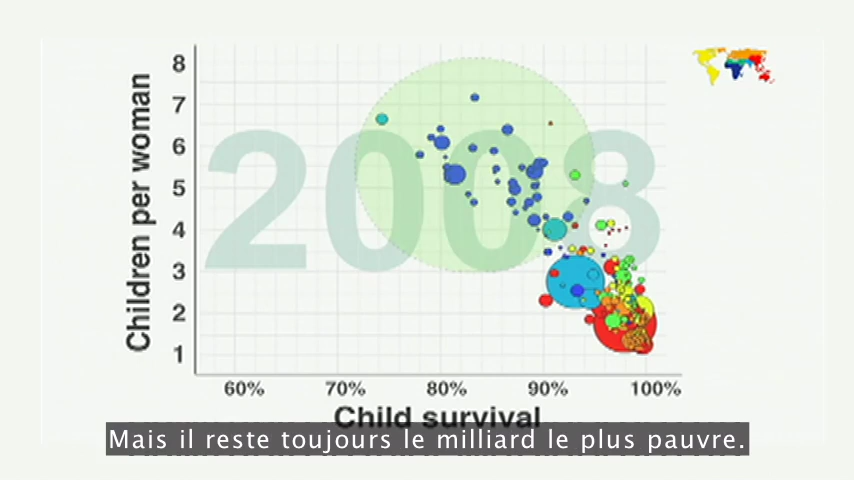 2008
Children per woman
8
7
6
5
4
3
2
1
60% 70% 80% 90% 100%
Child survival
Mais il reste toujours le milliard le plus pauvre.